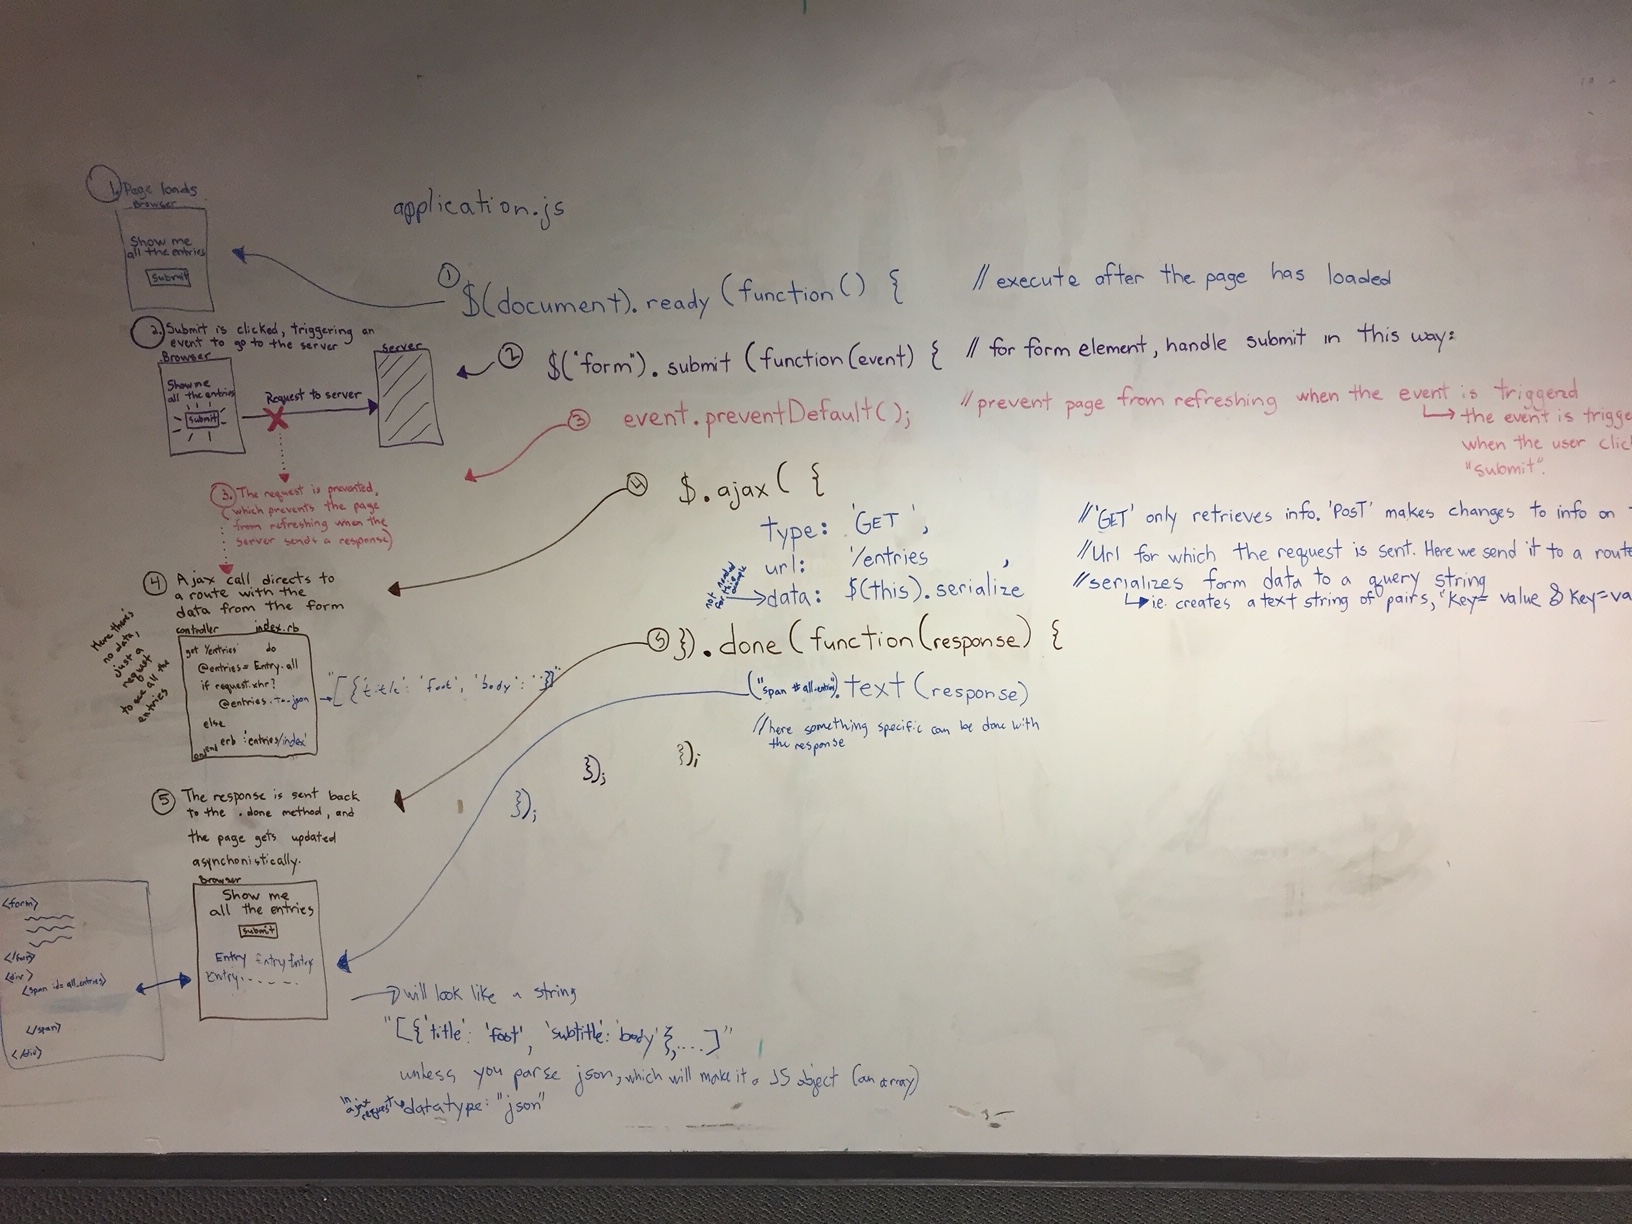 1. Page loads
Browser
Show me
all the entries
Submit
2. Submit is clicked, triggering an
event to go to the server
Browser
Server
Show me
all the entries
Submit
Request to server
3. The request is prevented,
which prevents the page
from refreshing when the
server sends a response)
4 Ajax call directs to
a route with the
data from the form
Here there's
no data,
just a
request
to see all the
entries
controller index.rb
get '/entries' do
@entries = Entry.all
if request.xhr?
@entries.to_json
else
erb :'entries/index'
end
"[{'title': 'foot', 'body': ''}]"
5 The response is sent back
to the .done method, and
the page gets updated
asynchonistically.
Browser
Show me
all the entries
Submit
Entry Entry Entry
Entry.....
<form>
</form>
<div>
<span id=all_entries>
</span>
</div>
application.js
1 $(document).ready (function() { // execute after the page has loaded
2 $("form").submit (function(event) { // for form element, handle submit in this way:
3 event.preventDefault(); // prevent page from refreshing when the event is triggered
the event is trigge
when the user clic
"submit".
4 $.ajax( {
type: 'GET', // 'GET' only retrieves info. 'POST' makes changes to info on
url: '/entries , // Url for which the request is sent. Here we send it to a route
not needed
for this example
data: $(this).serialize // serializes form data to a query string
ie. creates a text string of pairs, "key= value & key=va
5 }).done (function(response) {
("span # all_entries").text (response)
// here something specific can be done with
the response
});
});
});
will look like a string
"[{'title': 'foot', 'subtitle': 'body'},....]"
unless you parse json, which will make it a JS object (an array)
in ajax request datatype: "json"